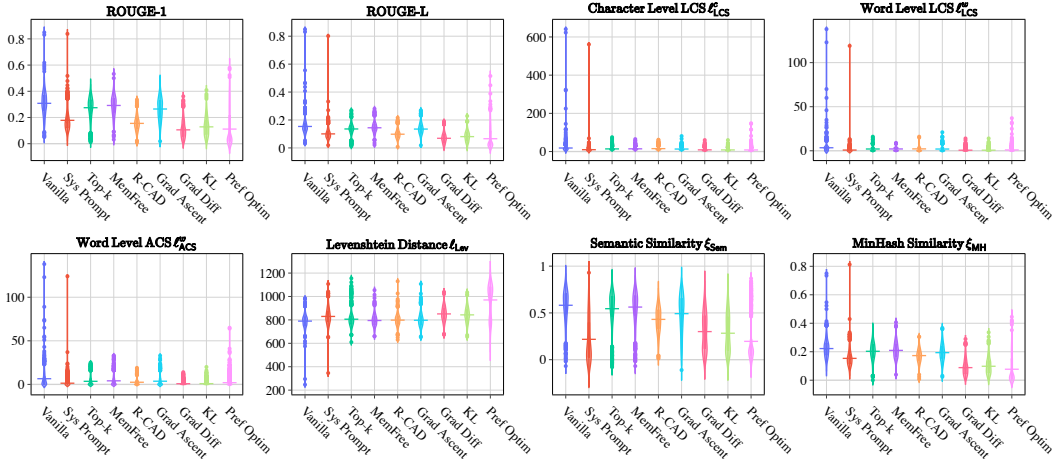 ROUGE-1
0.8
0.6
0.4
0.2
0
Vanilla
Sys Prompt
Top-k
MemFree
R-CAD
Grad Ascent
Grad Diff
KL
Pref Optim
ROUGE-L
0.8
0.6
0.4
0.2
0
Vanilla
Sys Prompt
Top-k
MemFree
R-CAD
Grad Ascent
Grad Diff
KL
Pref Optim
Character Level LCS ℓᶜ_LCS
600
400
200
0
Vanilla
Sys Prompt
Top-k
MemFree
R-CAD
Grad Ascent
Grad Diff
KL
Pref Optim
Word Level LCS ℓʷ_LCS
100
50
0
Vanilla
Sys Prompt
Top-k
MemFree
R-CAD
Grad Ascent
Grad Diff
KL
Pref Optim
Word Level ACS ℓʷ_ACS
100
50
0
Vanilla
Sys Prompt
Top-k
MemFree
R-CAD
Grad Ascent
Grad Diff
KL
Pref Optim
Levenshtein Distance ℓ_Lev
1200
1000
800
600
400
200
Vanilla
Sys Prompt
Top-k
MemFree
R-CAD
Grad Ascent
Grad Diff
KL
Pref Optim
Semantic Similarity ξ_Sem
1
0.5
0
Vanilla
Sys Prompt
Top-k
MemFree
R-CAD
Grad Ascent
Grad Diff
KL
Pref Optim
MinHash Similarity ξ_MH
0.8
0.6
0.4
0.2
0
Vanilla
Sys Prompt
Top-k
MemFree
R-CAD
Grad Ascent
Grad Diff
KL
Pref Optim